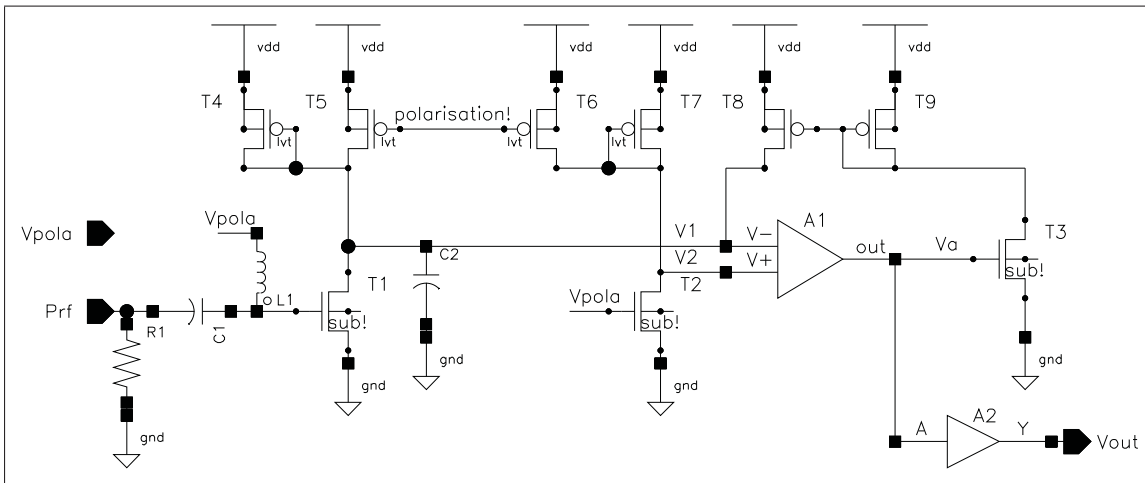 vdd vdd vdd vdd vdd vdd
T4 T5 T6 T7 T8 T9
polarisation!
lvt lvt lvt lvt
Vpola
Vpola
V1 V- A1
C2
out Va T3
V2 V+
T1 T2
sub!
Prf
o L1
Vpola
R1 C1
sub! sub!
gnd gnd gnd
gnd
gnd
A A2 Y
Vout